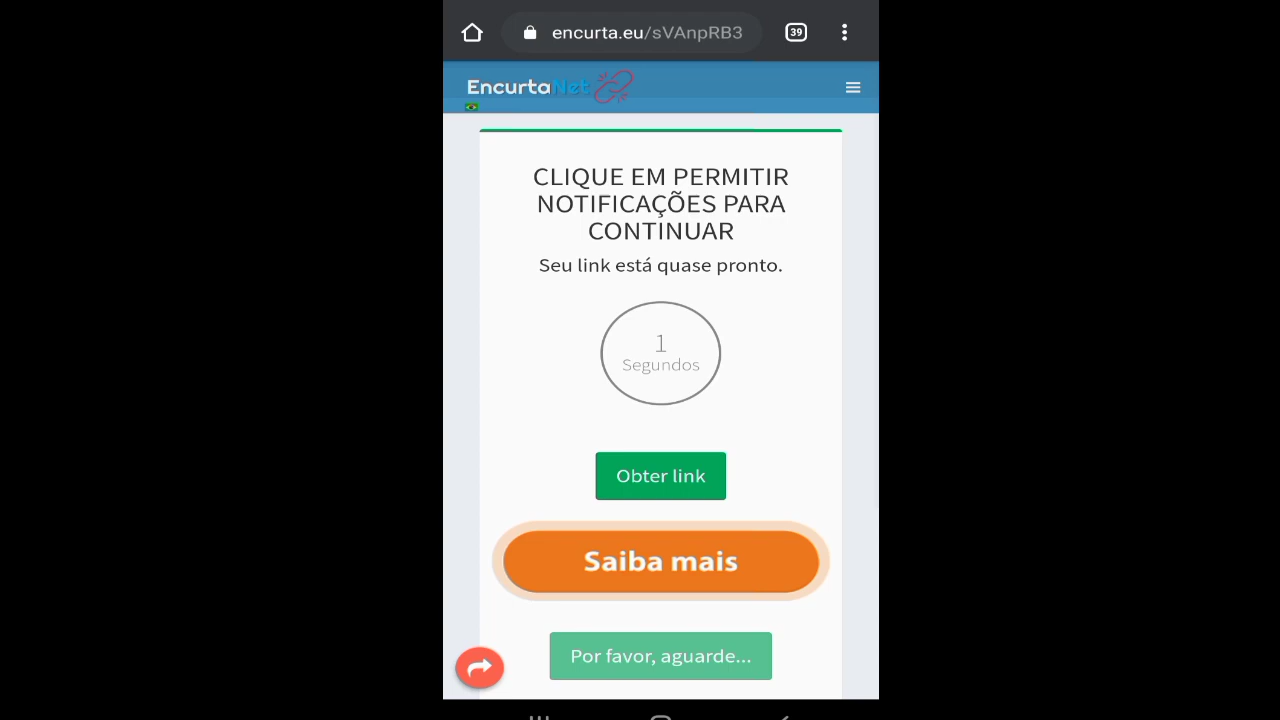 encurta.eu/sVAnpRB3
39
EncurtaNet
CLIQUE EM PERMITIR
NOTIFICAÇÕES PARA
CONTINUAR
Seu link está quase pronto.
1
Segundos
Obter link
Saiba mais
Por favor, aguarde...